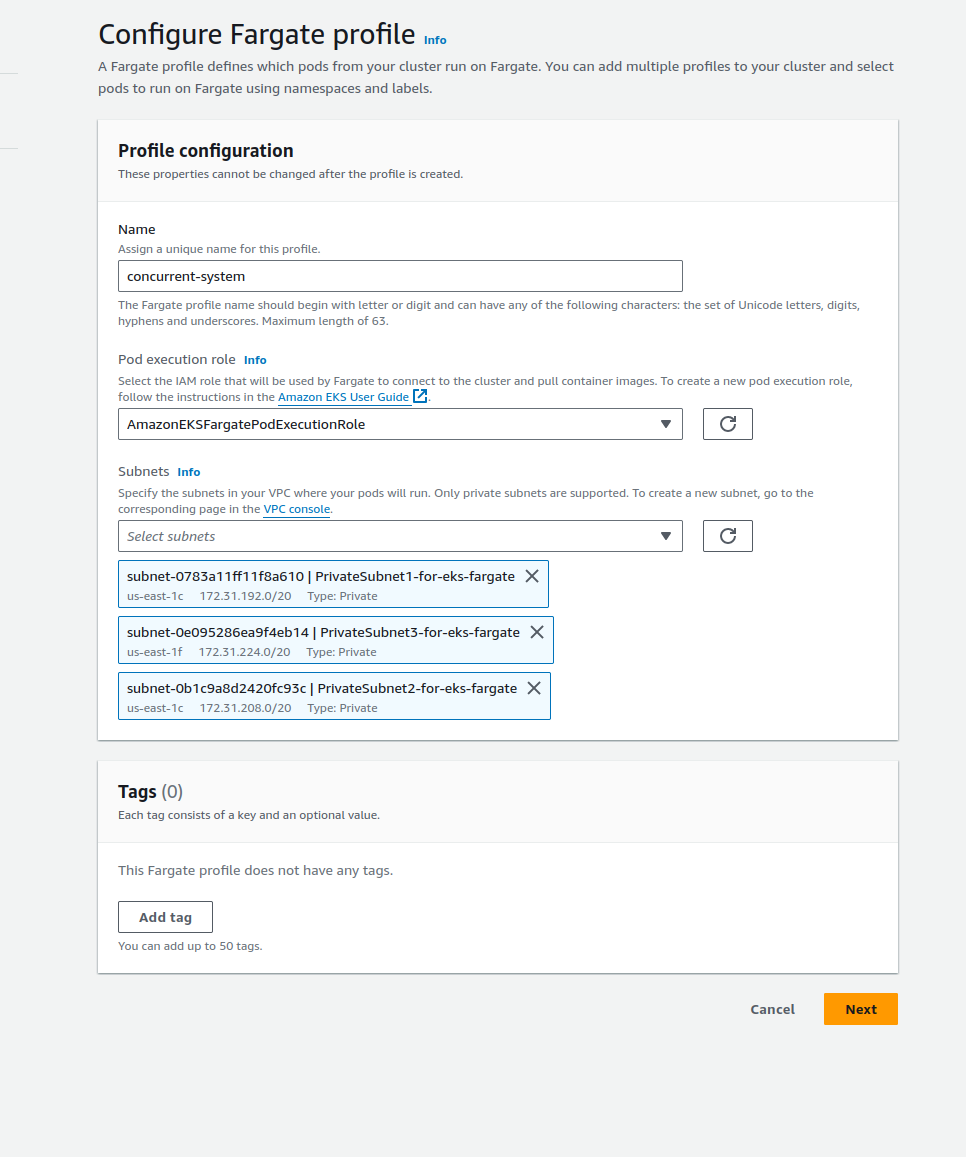 Configure Fargate profile Info
A Fargate profile defines which pods from your cluster run on Fargate. You can add multiple profiles to your cluster and select
pods to run on Fargate using namespaces and labels.
Profile configuration
These properties cannot be changed after the profile is created.
Name
Assign a unique name for this profile.
concurrent-system
The Fargate profile name should begin with letter or digit and can have any of the following characters: the set of Unicode letters, digits,
hyphens and underscores. Maximum length of 63.
Pod execution role Info
Select the IAM role that will be used by Fargate to connect to the cluster and pull container images. To create a new pod execution role,
follow the instructions in the Amazon EKS User Guide.
AmazonEKSFargatePodExecutionRole
Subnets Info
Specify the subnets in your VPC where your pods will run. Only private subnets are supported. To create a new subnet, go to the
corresponding page in the VPC console.
Select subnets
subnet-0783a11ff11f8a610 | PrivateSubnet1-for-eks-fargate
us-east-1c 172.31.192.0/20 Type: Private
subnet-0e095286ea9f4eb14 | PrivateSubnet3-for-eks-fargate
us-east-1f 172.31.224.0/20 Type: Private
subnet-0b1c9a8d2420fc93c | PrivateSubnet2-for-eks-fargate
us-east-1c 172.31.208.0/20 Type: Private
Tags (0)
Each tag consists of a key and an optional value.
This Fargate profile does not have any tags.
Add tag
You can add up to 50 tags.
Cancel Next